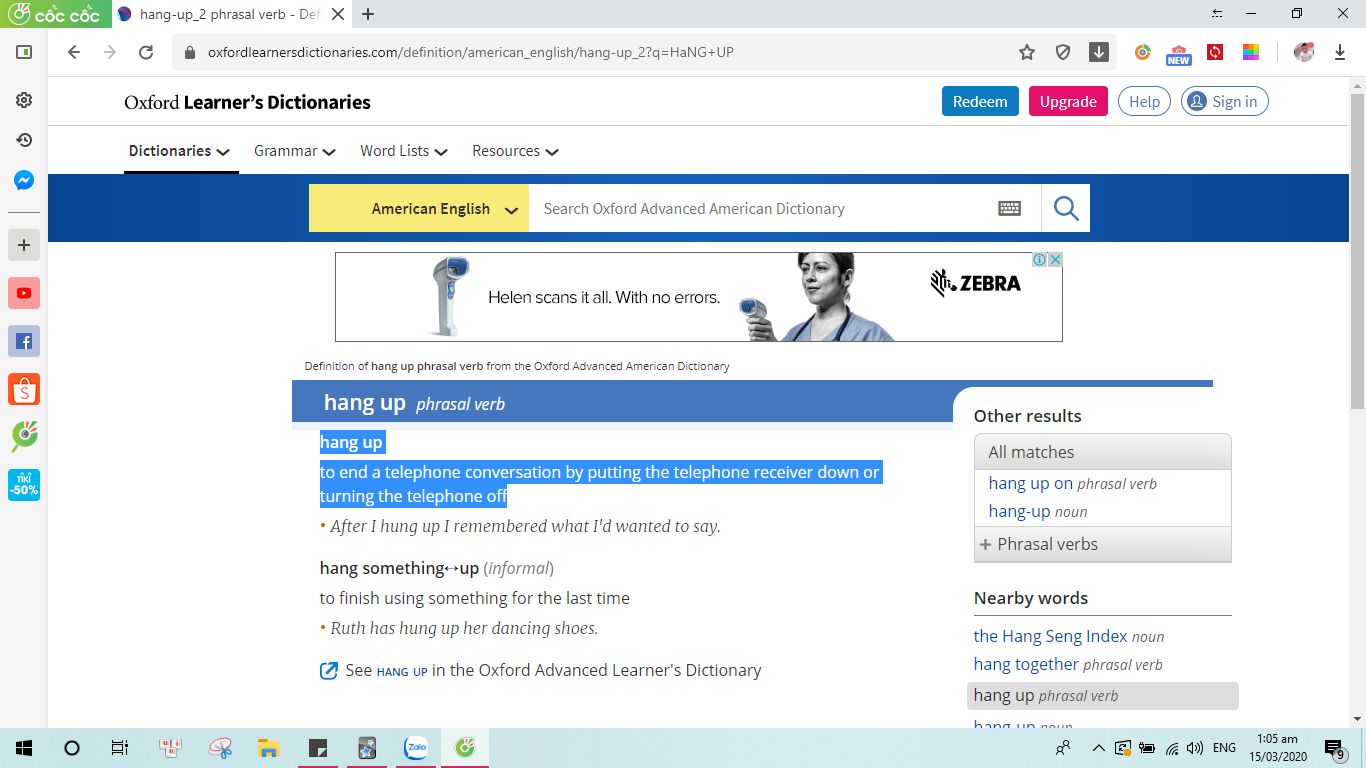 cốc cốc
hang-up_2 phrasal verb - Def
oxfordlearnersdictionaries.com/definition/american_english/hang-up_2?q=HaNG+UP
NEW
Oxford Learner's Dictionaries
Redeem
Upgrade
Help
Sign in
Dictionaries
Grammar
Word Lists
Resources
American English
Search Oxford Advanced American Dictionary
Helen scans it all. With no errors.
ZEBRA
Definition of hang up phrasal verb from the Oxford Advanced American Dictionary
hang up phrasal verb
hang up
to end a telephone conversation by putting the telephone receiver down or
turning the telephone off
• After I hung up I remembered what I'd wanted to say.
hang something↔up (informal)
to finish using something for the last time
• Ruth has hung up her dancing shoes.
See HANG UP in the Oxford Advanced Learner's Dictionary
Other results
All matches
hang up on phrasal verb
hang-up noun
+ Phrasal verbs
Nearby words
the Hang Seng Index noun
hang together phrasal verb
hang up phrasal verb
hang-up noun
TIKI
-50%
Zalo
ENG
1:05 am
15/03/2020
9